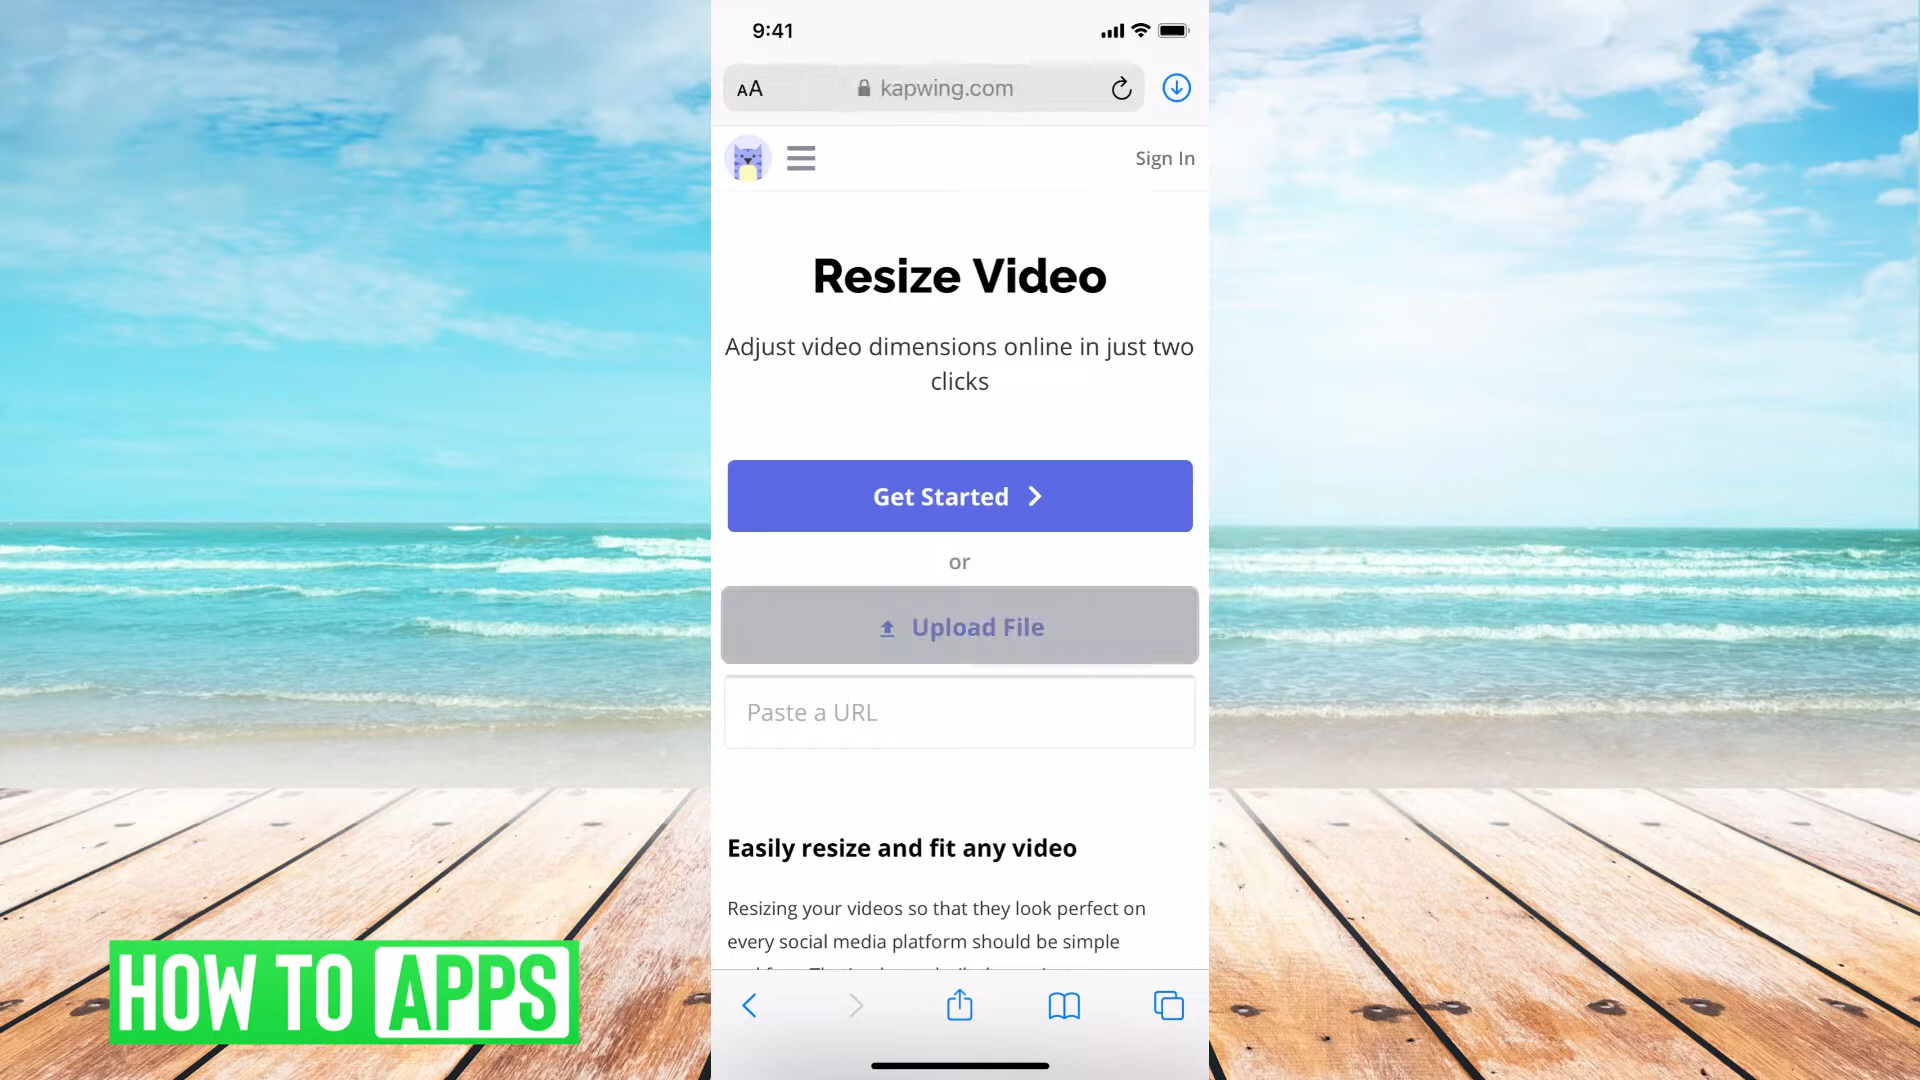 9:41
AA kapwing.com
Sign In
Resize Video
Adjust video dimensions online in just two
clicks
Get Started
or
Upload File
Paste a URL
Easily resize and fit any video
Resizing your videos so that they look perfect on
every social media platform should be simple
HOW TO APPS